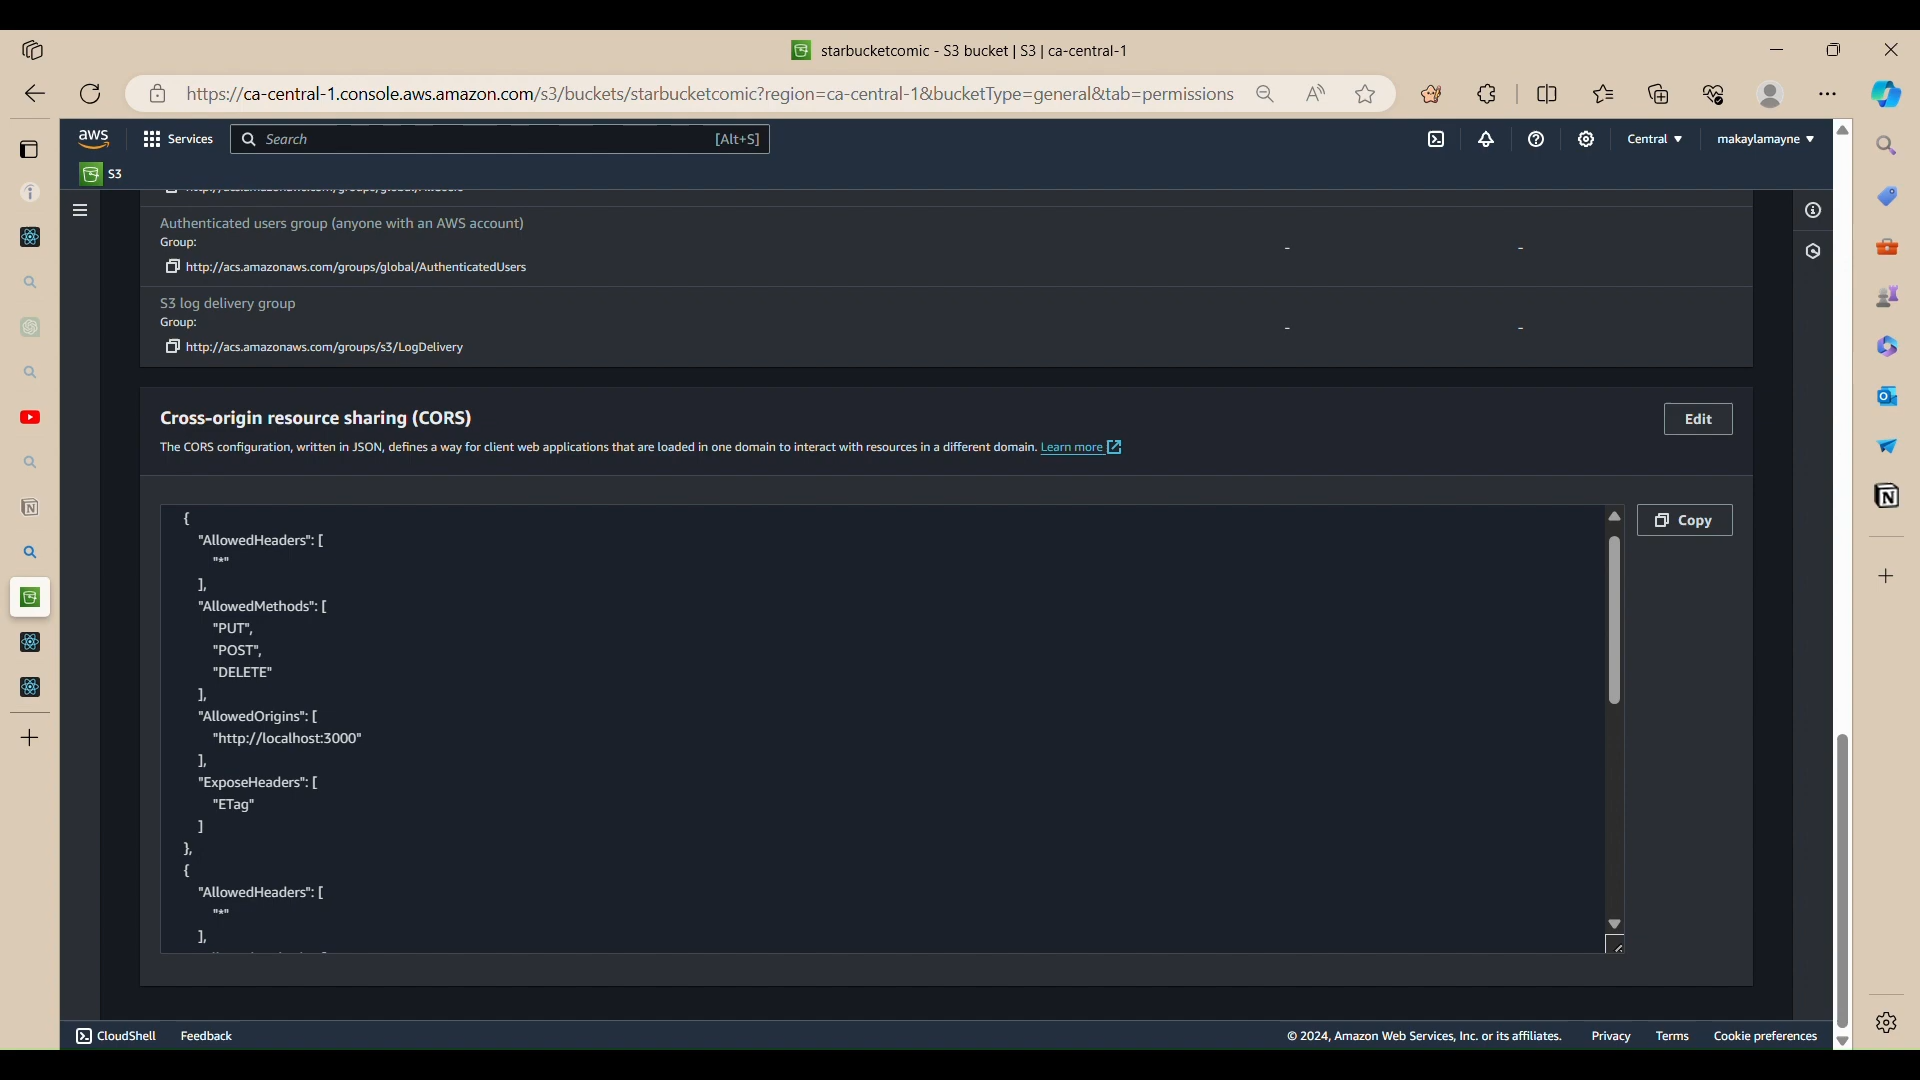 starbucketcomic - S3 bucket | S3 | ca-central-1
https://ca-central-1.console.aws.amazon.com/s3/buckets/starbucketcomic?region=ca-central-1&bucketType=general&tab=permissions
aws
Services
Search
[Alt+S]
Central
makaylamayne
S3
Authenticated users group (anyone with an AWS account)
Group:
http://acs.amazonaws.com/groups/global/AuthenticatedUsers
-
-
S3 log delivery group
Group:
http://acs.amazonaws.com/groups/s3/LogDelivery
-
-
Cross-origin resource sharing (CORS)
Edit
The CORS configuration, written in JSON, defines a way for client web applications that are loaded in one domain to interact with resources in a different domain. Learn more
Copy
{
"AllowedHeaders": [
"*"
],
"AllowedMethods": [
"PUT",
"POST",
"DELETE"
],
"AllowedOrigins": [
"http://localhost:3000"
],
"ExposeHeaders": [
"ETag"
]
},
{
"AllowedHeaders": [
"*"
],
CloudShell
Feedback
© 2024, Amazon Web Services, Inc. or its affiliates.
Privacy
Terms
Cookie preferences